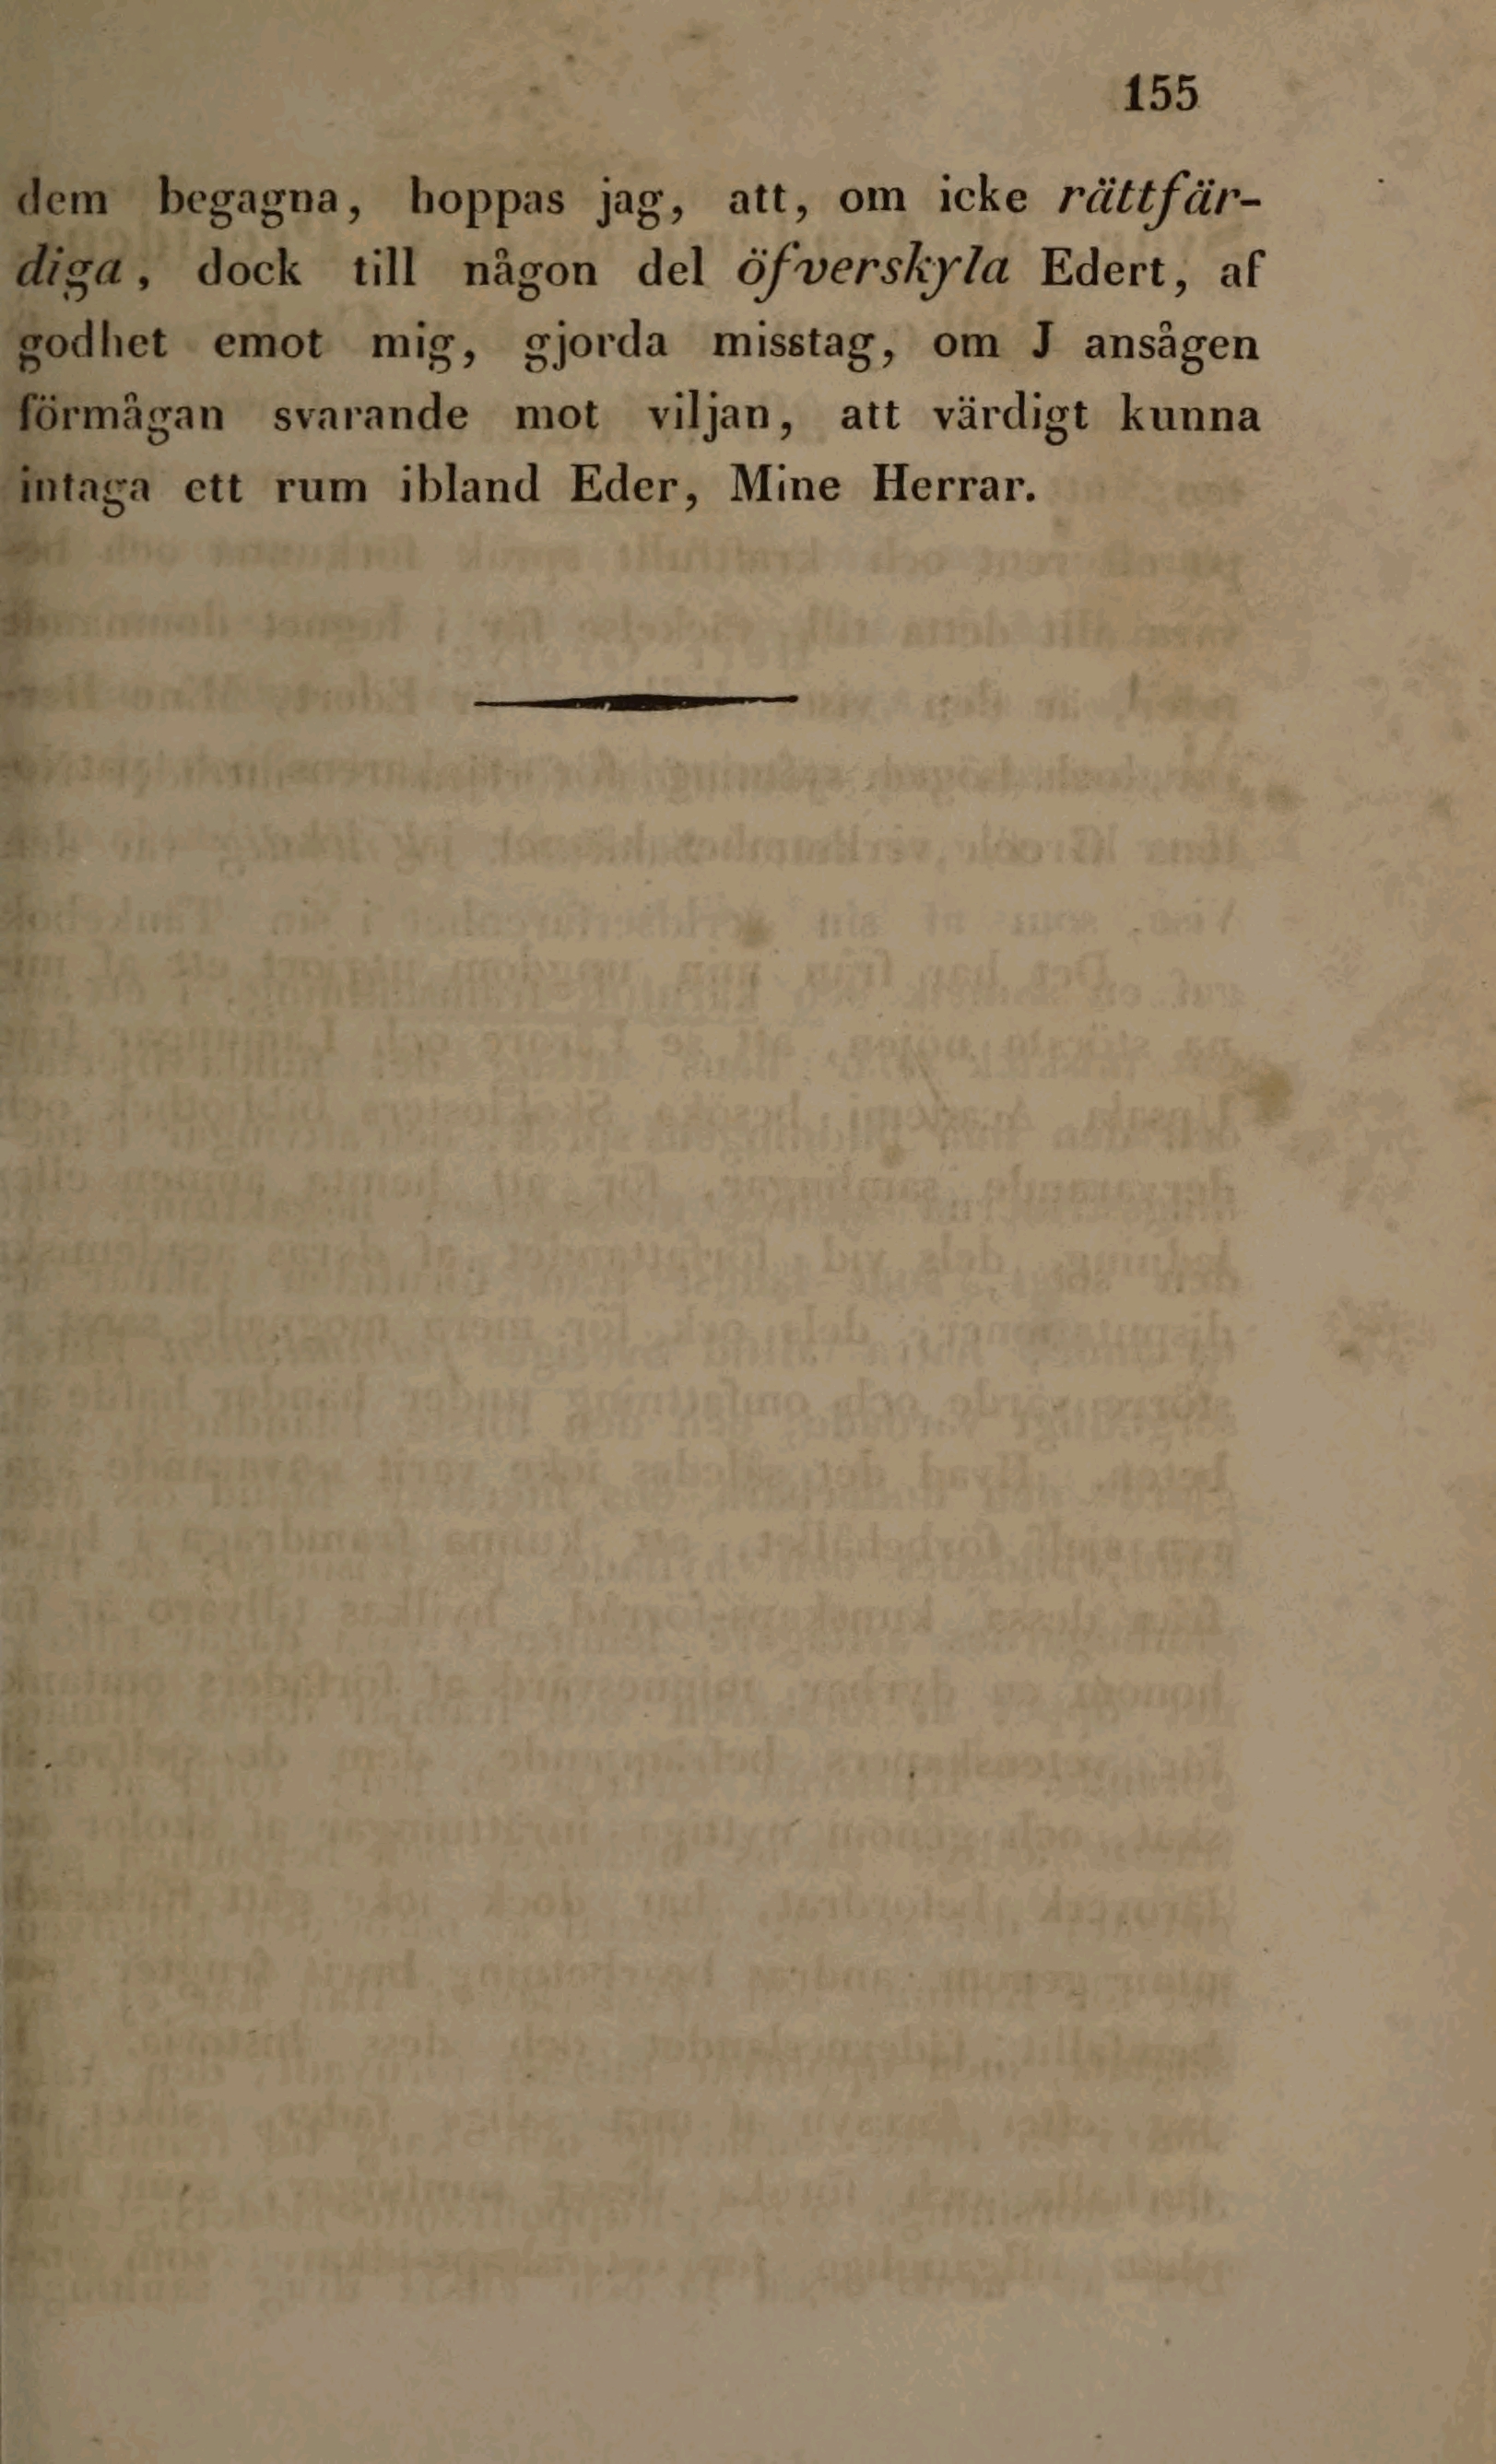 155
dem begagna, hoppas jag, att, om icke rättfär-
diga, dock till någon del öfverskyla Edert, af
godhet emot mig, gjorda misstag, om J ansågen
förmågan svarande mot viljan, att värdigt kunna
intaga ett rum ibland Eder, Mine Herrar.